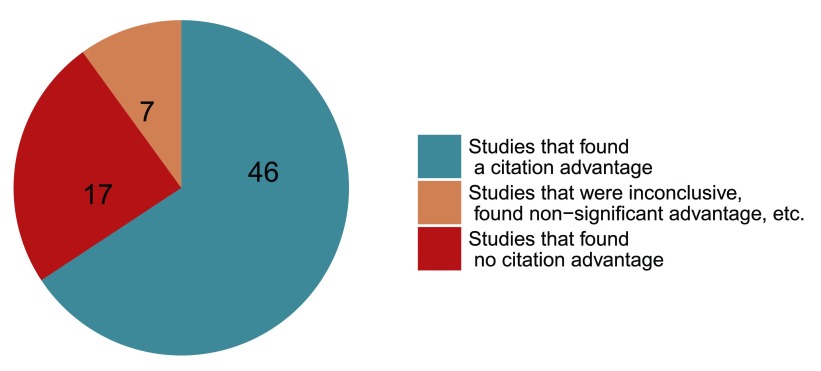 7
46
17
Studies that found
a citation advantage
Studies that were inconclusive,
found non−significant advantage, etc.
Studies that found
no citation advantage